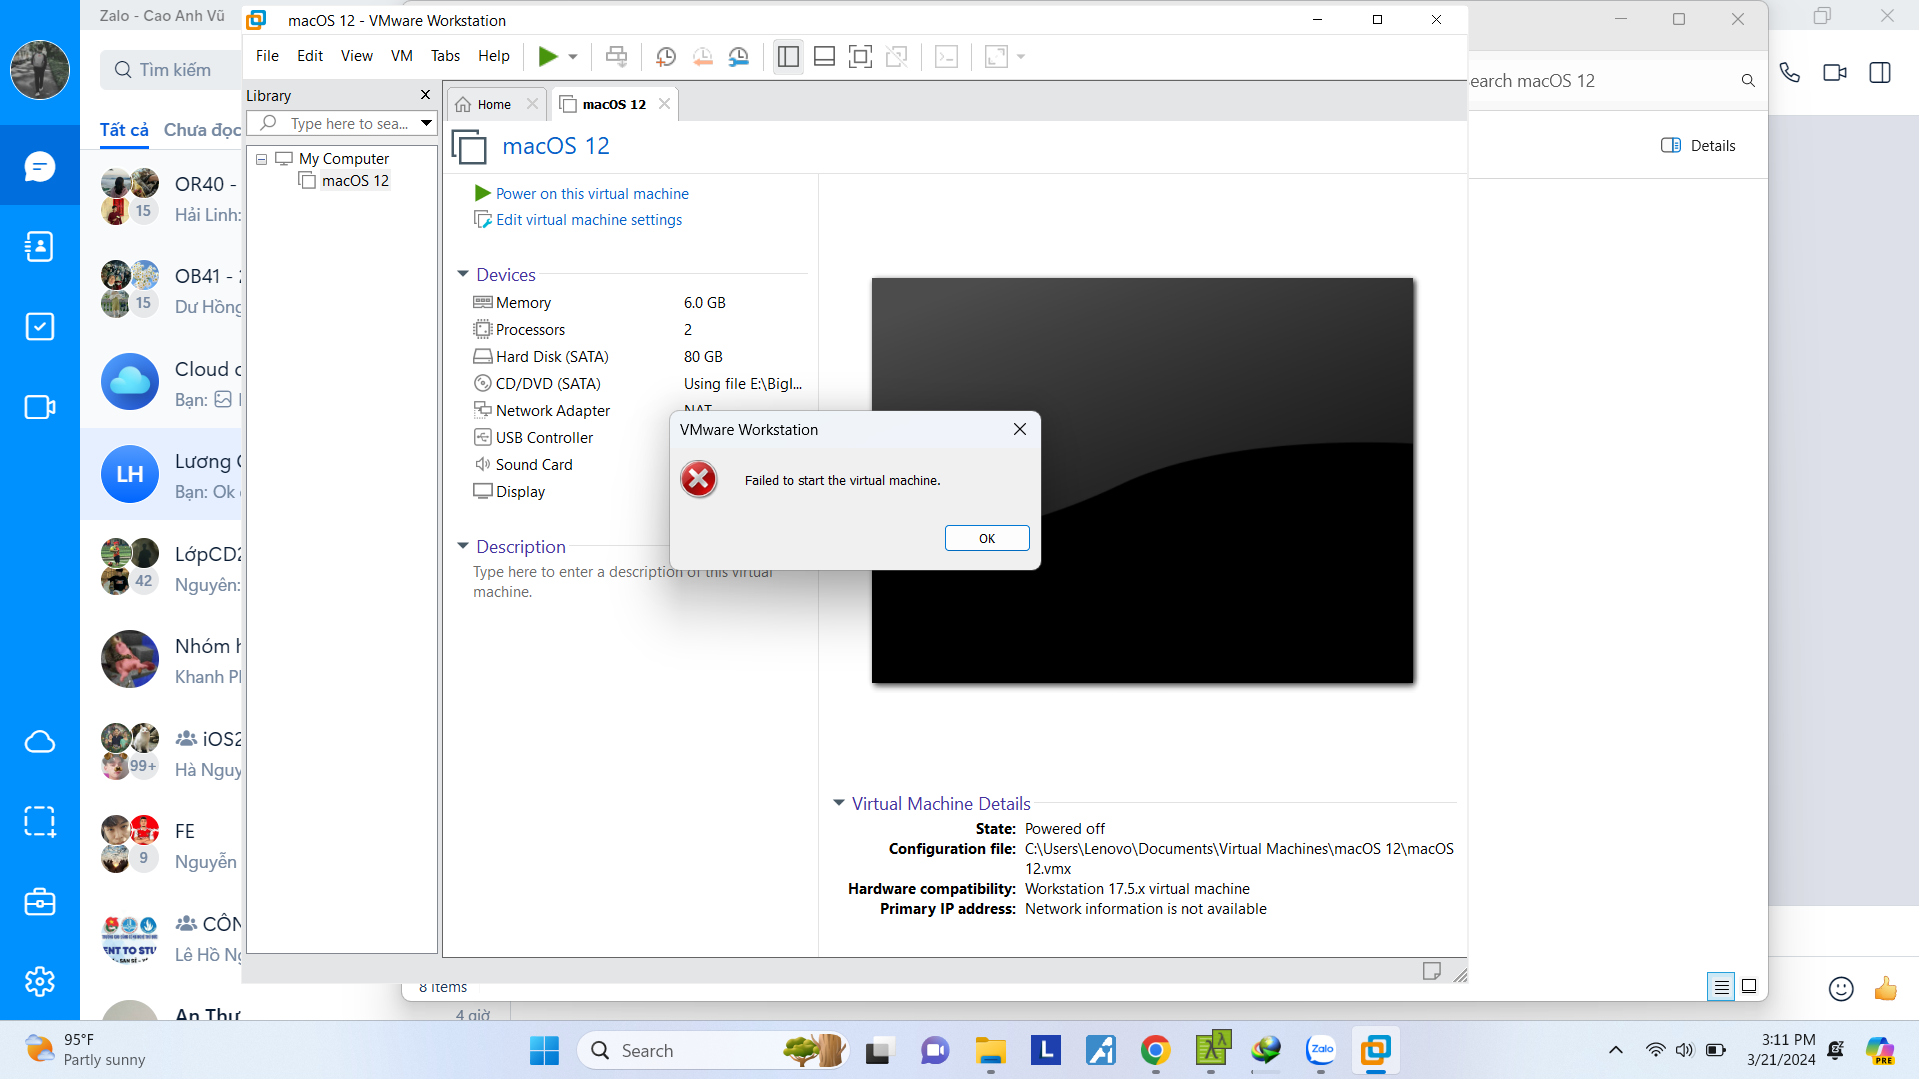 Zalo - Cao Anh Vũ
macOS 12 - VMware Workstation
File Edit View VM Tabs Help
Tìm kiếm
Tất cả Chưa đọc
OR40 -
Hải Linh:
15
OB41 -
Dư Hồng
15
Cloud
Bạn:
LH
Lương
Bạn: Ok
LớpCD2
Nguyên:
42
Nhóm
Khanh
iOS2
Hà Nguy
99+
FE
Nguyễn
9
CÔN
Lê Hồ
ENT TO STU
An Thư
4 giờ
Library
Type here to sea...
My Computer
macOS 12
Home
macOS 12
macOS 12
Power on this virtual machine
Edit virtual machine settings
Devices
Memory 6.0 GB
Processors 2
Hard Disk (SATA) 80 GB
CD/DVD (SATA) Using file E:\BigI...
Network Adapter NAT
USB Controller
Sound Card
Display
Description
Type here to enter a description of this virtual
machine.
VMware Workstation
Failed to start the virtual machine.
OK
Virtual Machine Details
State: Powered off
Configuration file: C:\Users\Lenovo\Documents\Virtual Machines\macOS 12\macOS
12.vmx
Hardware compatibility: Workstation 17.5.x virtual machine
Primary IP address: Network information is not available
earch macOS 12
Details
8 items
95°F
Partly sunny
Search
L
Zalo
3:11 PM
3/21/2024
PRE